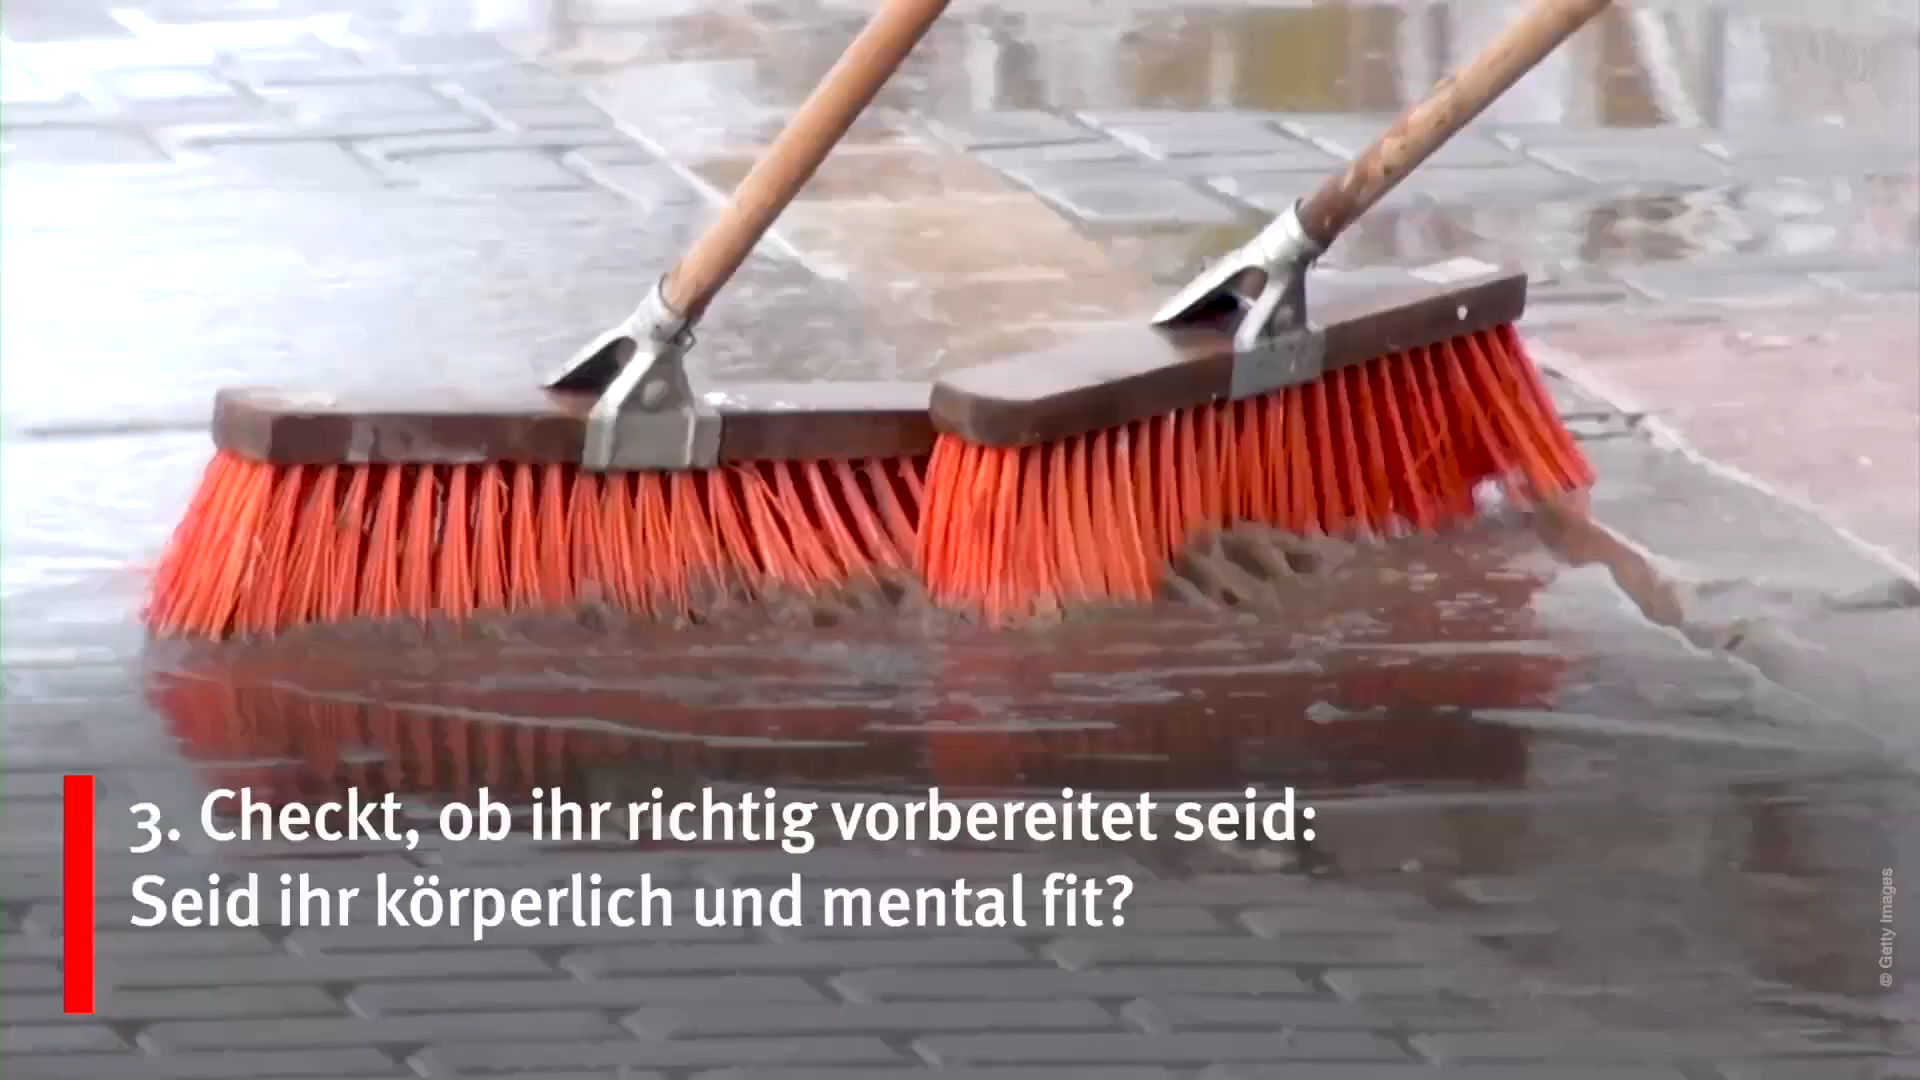 3. Checkt, ob ihr richtig vorbereitet seid:
Seid ihr körperlich und mental fit?
© Getty Images